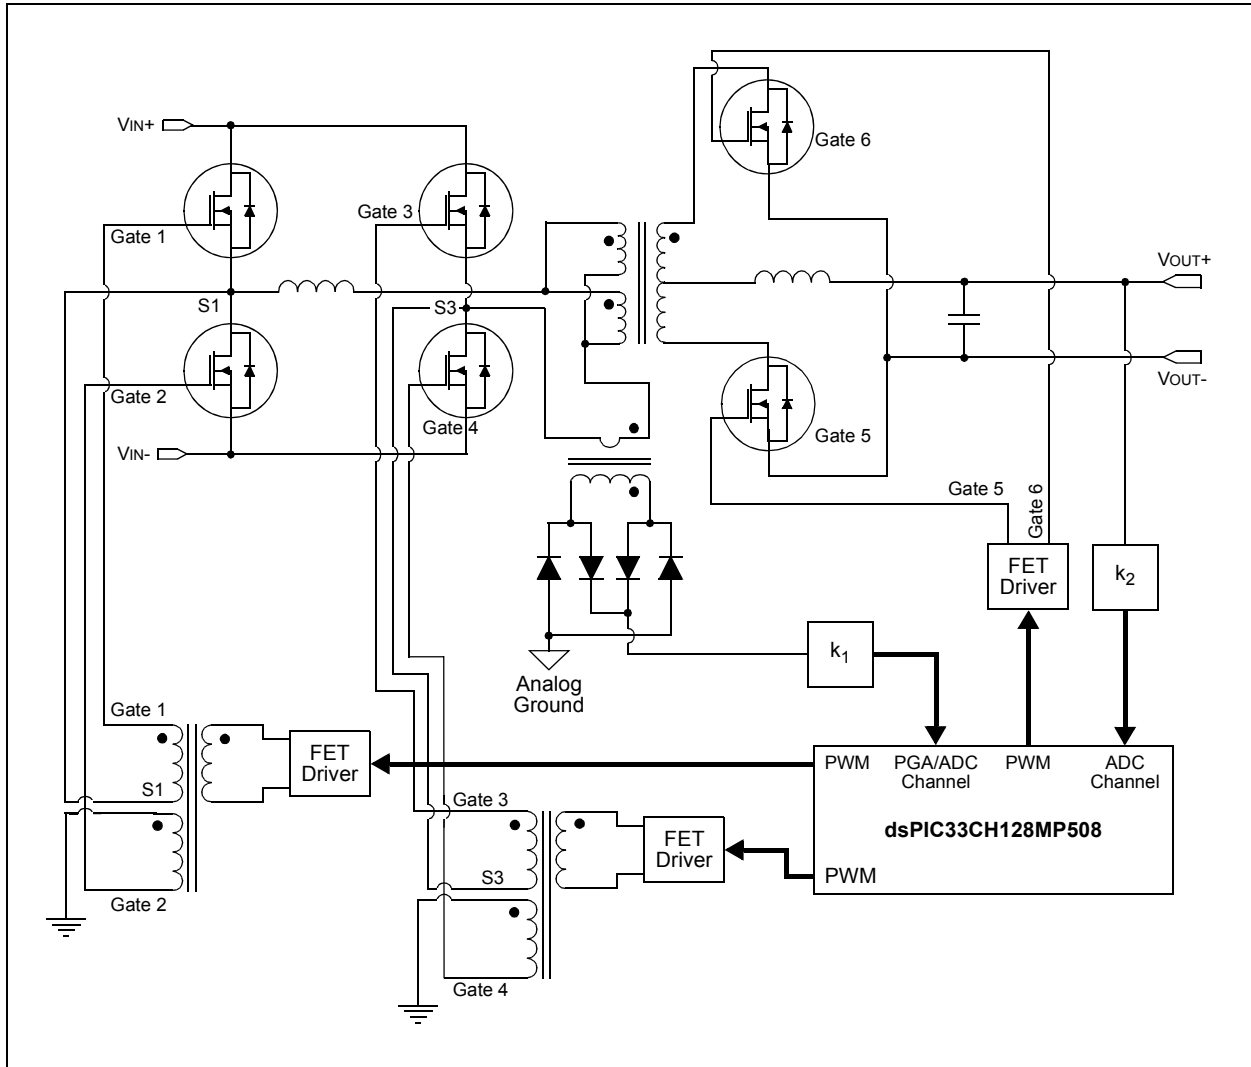 VIN+
Gate 1
Gate 3
Gate 6
S1
S3
VOUT+
VOUT-
Gate 2
Gate 4
Gate 5
VIN-
Gate 5
Gate 6
FET
Driver
k2
k1
Analog
Ground
Gate 1
FET
Driver
S1
Gate 2
Gate 3
FET
Driver
S3
Gate 4
PWM
PGA/ADC
Channel
PWM
ADC
Channel
dsPIC33CH128MP508
PWM